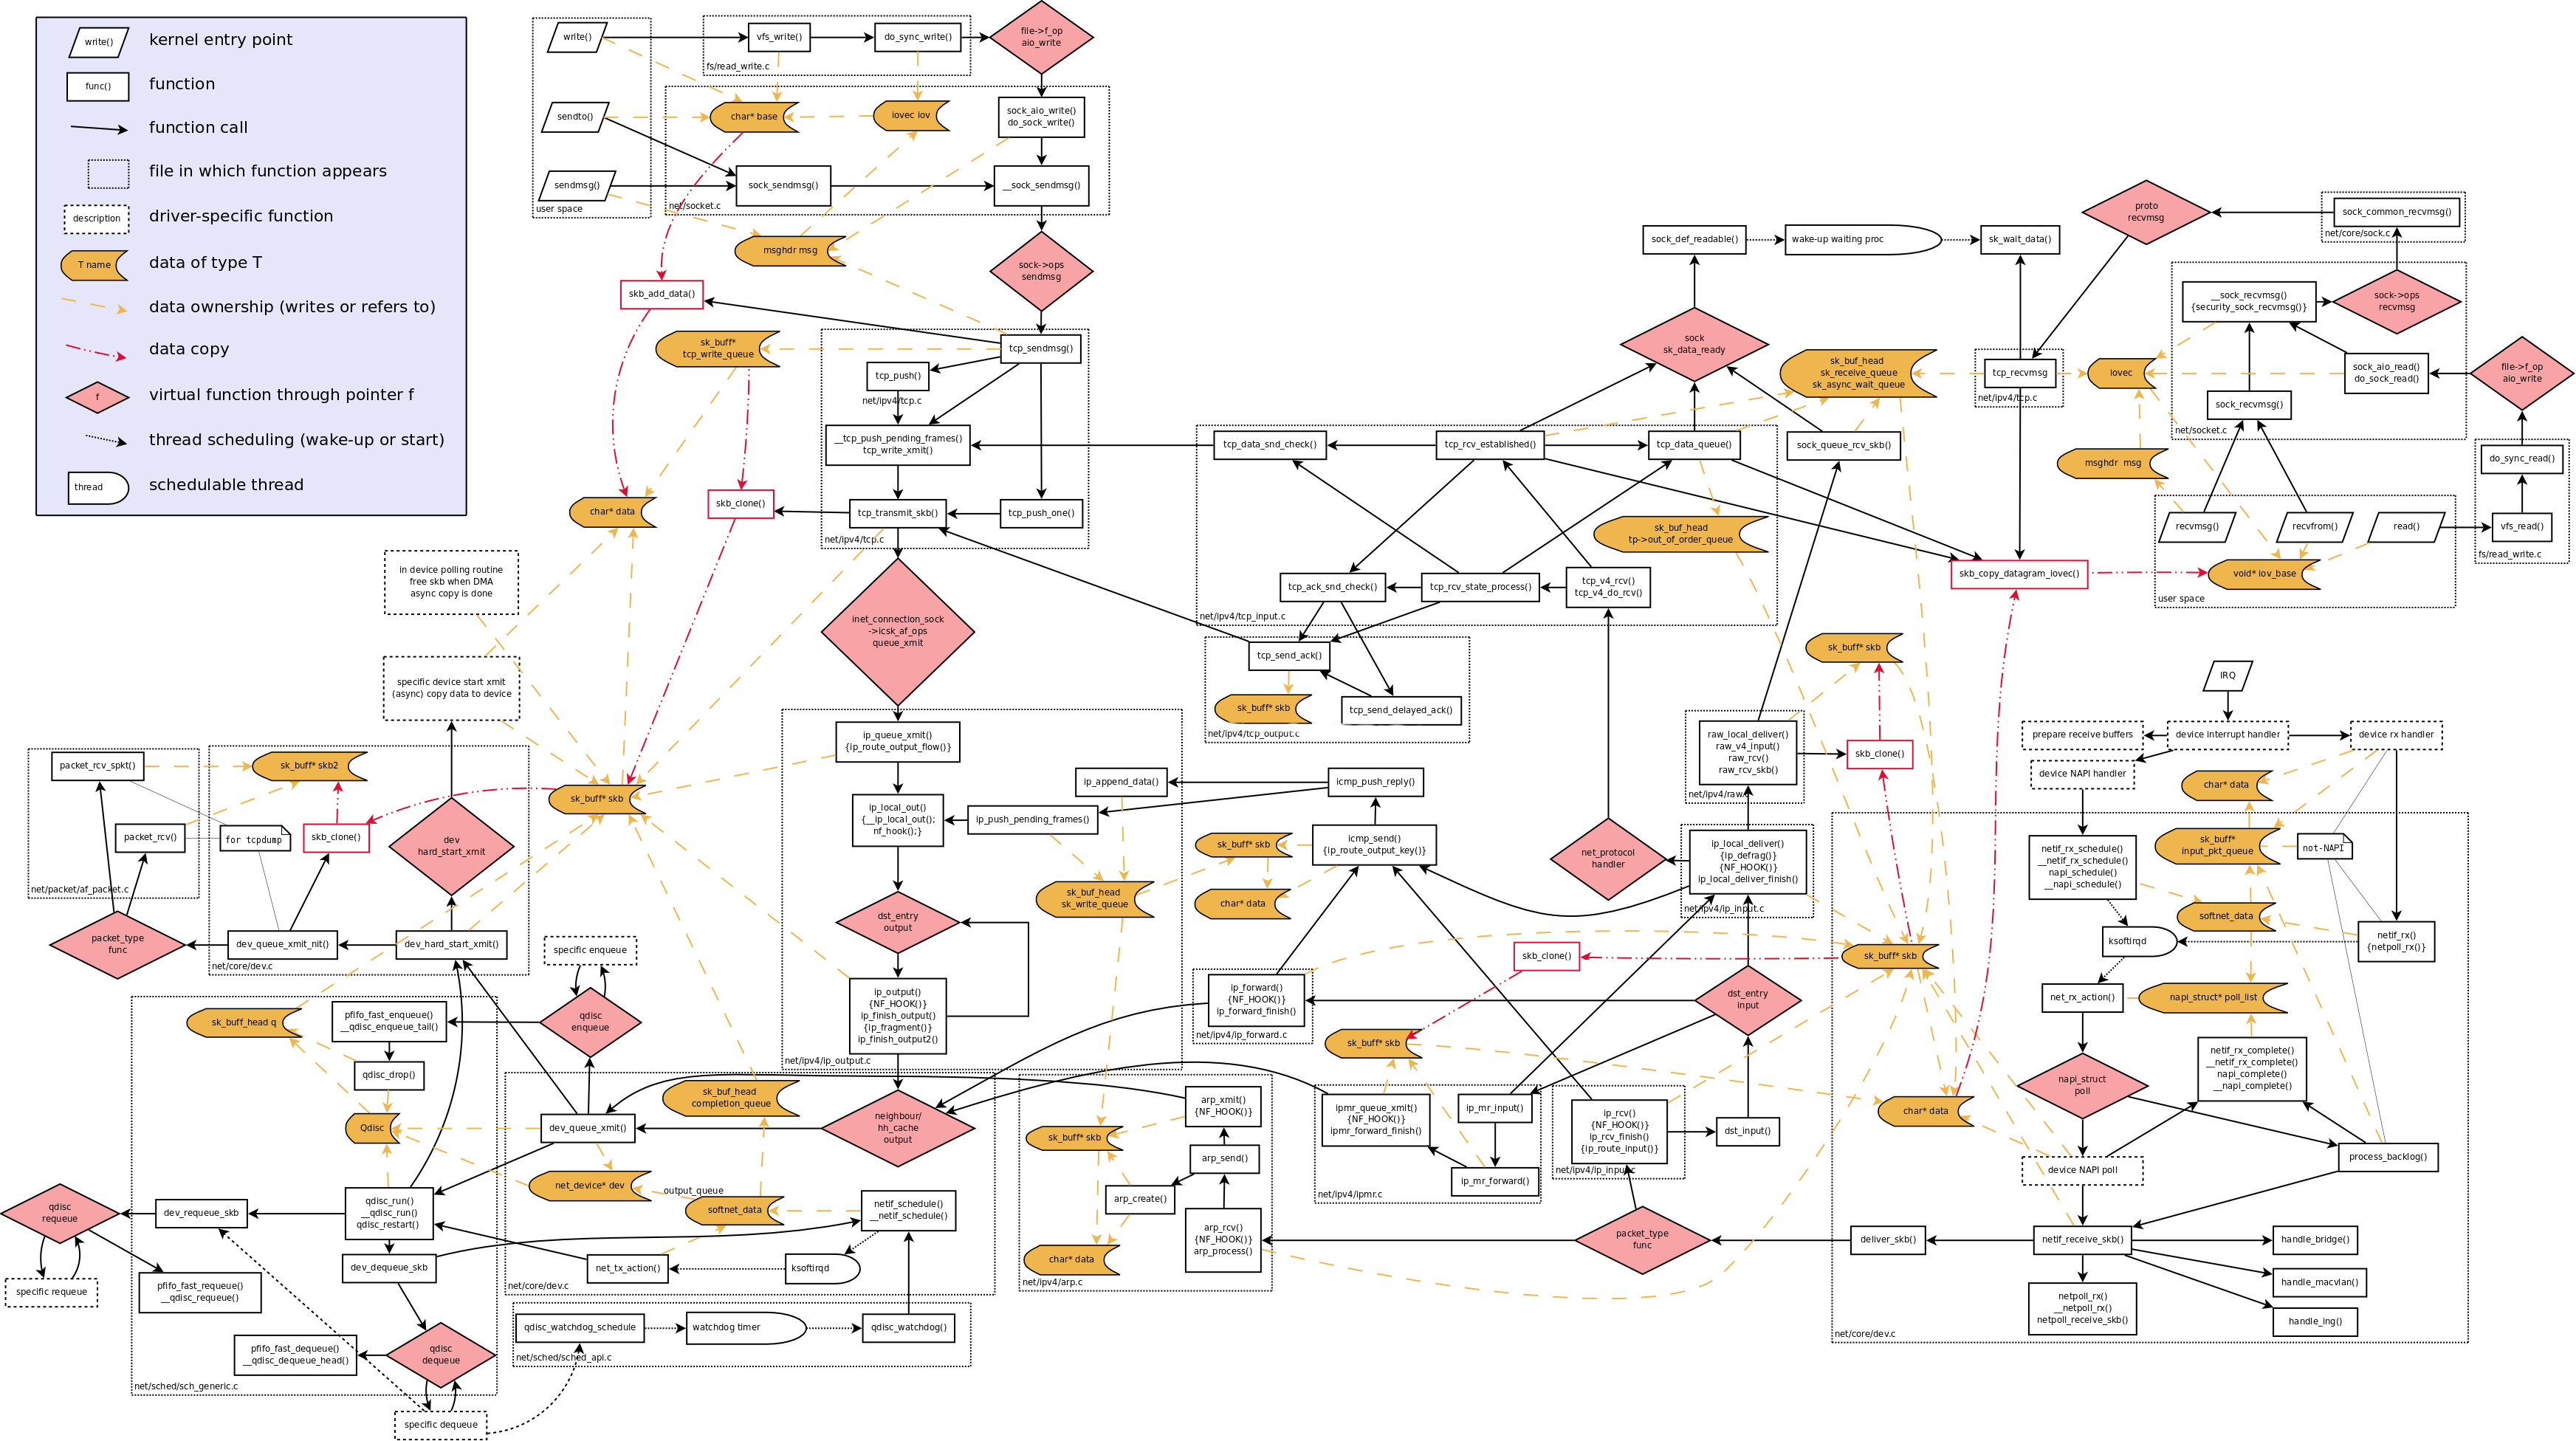 write()
kernel entry point
func()
function
function call
file in which function appears
description
driver-specific function
T name
data of type T
data ownership (writes or refers to)
data copy
f
virtual function through pointer f
thread scheduling (wake-up or start)
thread
schedulable thread
write()
sendto()
sendmsg()
user space
vfs_write()
do_sync_write()
fs/read_write.c
file->f_op
aio_write
char* base
iovec iov
sock_aio_write()
do_sock_write()
sock_sendmsg()
__sock_sendmsg()
net/socket.c
msghdr msg
sock->ops
sendmsg
skb_add_data()
sk_buff*
tcp_write_queue
tcp_sendmsg()
tcp_push()
net/ipv4/tcp.c
__tcp_push_pending_frames()
tcp_write_xmit()
tcp_transmit_skb()
tcp_push_one()
net/ipv4/tcp.c
skb_clone()
char* data
in device polling routine
free skb when DMA
async copy is done
specific device start xmit
(async) copy data to device
inet_connection_sock
->icsk_af_ops
queue_xmit
sock_def_readable()
wake-up waiting proc
sk_wait_data()
proto
recvmsg
sock_common_recvmsg()
net/core/sock.c
sock
sk_data_ready
sk_buf_head
sk_receive_queue
sk_async_wait_queue
tcp_recvmsg
net/ipv4/tcp.c
iovec
__sock_recvmsg()
{security_sock_recvmsg()}
sock->ops
recvmsg
sock_aio_read()
do_sock_read()
sock_recvmsg()
net/socket.c
file->f_op
aio_write
msghdr  msg
do_sync_read()
vfs_read()
fs/read_write.c
recvmsg()
recvfrom()
read()
void* iov_base
user space
tcp_data_snd_check()
tcp_rcv_established()
tcp_data_queue()
sock_queue_rcv_skb()
sk_buf_head
tp->out_of_order_queue
tcp_ack_snd_check()
tcp_rcv_state_process()
tcp_v4_rcv()
tcp_v4_do_rcv()
net/ipv4/tcp_input.c
skb_copy_datagram_iovec()
tcp_send_ack()
sk_buff* skb
tcp_send_delayed_ack()
net/ipv4/tcp_output.c
sk_buff* skb
raw_local_deliver()
raw_v4_input()
raw_rcv()
raw_rcv_skb()
net/ipv4/raw.c
skb_clone()
IRQ
prepare receive buffers
device interrupt handler
device rx handler
device NAPI handler
char* data
packet_rcv_spkt()
packet_rcv()
net/packet/af_packet.c
sk_buff* skb2
for tcpdump
skb_clone()
dev
hard_start_xmit
sk_buff* skb
packet_type
func
dev_queue_xmit_nit()
dev_hard_start_xmit()
net/core/dev.c
ip_queue_xmit()
{ip_route_output_flow()}
ip_local_out()
{__ip_local_out();
nf_hook();}
ip_append_data()
ip_push_pending_frames()
sk_buf_head
sk_write_queue
dst_entry
output
ip_output()
{NF_HOOK()}
ip_finish_output()
{ip_fragment()}
ip_finish_output2()
net/ipv4/ip_output.c
icmp_push_reply()
icmp_send()
{ip_route_output_key()}
sk_buff* skb
char* data
net_protocol
handler
ip_local_deliver()
{ip_defrag()}
{NF_HOOK()}
ip_local_deliver_finish()
net/ipv4/ip_input.c
skb_clone()
sk_buff* skb
ip_forward()
{NF_HOOK()}
ip_forward_finish()
net/ipv4/ip_forward.c
dst_entry
input
sk_buff* skb
netif_rx_schedule()
__netif_rx_schedule()
napi_schedule()
__napi_schedule()
sk_buff*
input_pkt_queue
not-NAPI
softnet_data
ksoftirqd
netif_rx()
{netpoll_rx()}
net_rx_action()
napi_struct* poll_list
napi_struct
poll
netif_rx_complete()
__netif_rx_complete()
napi_complete()
__napi_complete()
char* data
device NAPI poll
process_backlog()
deliver_skb()
netif_receive_skb()
handle_bridge()
handle_macvlan()
handle_ing()
netpoll_rx()
__netpoll_rx()
netpoll_receive_skb()
net/core/dev.c
specific enqueue
qdisc
enqueue
sk_buff_head q
pfifo_fast_enqueue()
__qdisc_enqueue_tail()
qdisc_drop()
Qdisc
qdisc_run()
__qdisc_run()
qdisc_restart()
dev_requeue_skb
qdisc
requeue
specific requeue
pfifo_fast_requeue()
__qdisc_requeue()
dev_dequeue_skb
pfifo_fast_dequeue()
__qdisc_dequeue_head()
qdisc
dequeue
net/sched/sch_generic.c
specific dequeue
sk_buf_head
completion_queue
dev_queue_xmit()
neighbour/
hh_cache
output
net_device* dev
output_queue
softnet_data
netif_schedule()
__netif_schedule()
net_tx_action()
ksoftirqd
net/core/dev.c
qdisc_watchdog_schedule
watchdog timer
qdisc_watchdog()
net/sched/sched_api.c
arp_xmit()
{NF_HOOK()}
sk_buff* skb
arp_send()
arp_create()
arp_rcv()
{NF_HOOK()}
arp_process()
char* data
net/ipv4/arp.c
ipmr_queue_xmit()
{NF_HOOK()}
ipmr_forward_finish()
ip_mr_input()
ip_mr_forward()
net/ipv4/ipmr.c
ip_rcv()
{NF_HOOK()}
ip_rcv_finish()
{ip_route_input()}
net/ipv4/ip_input.c
dst_input()
packet_type
func